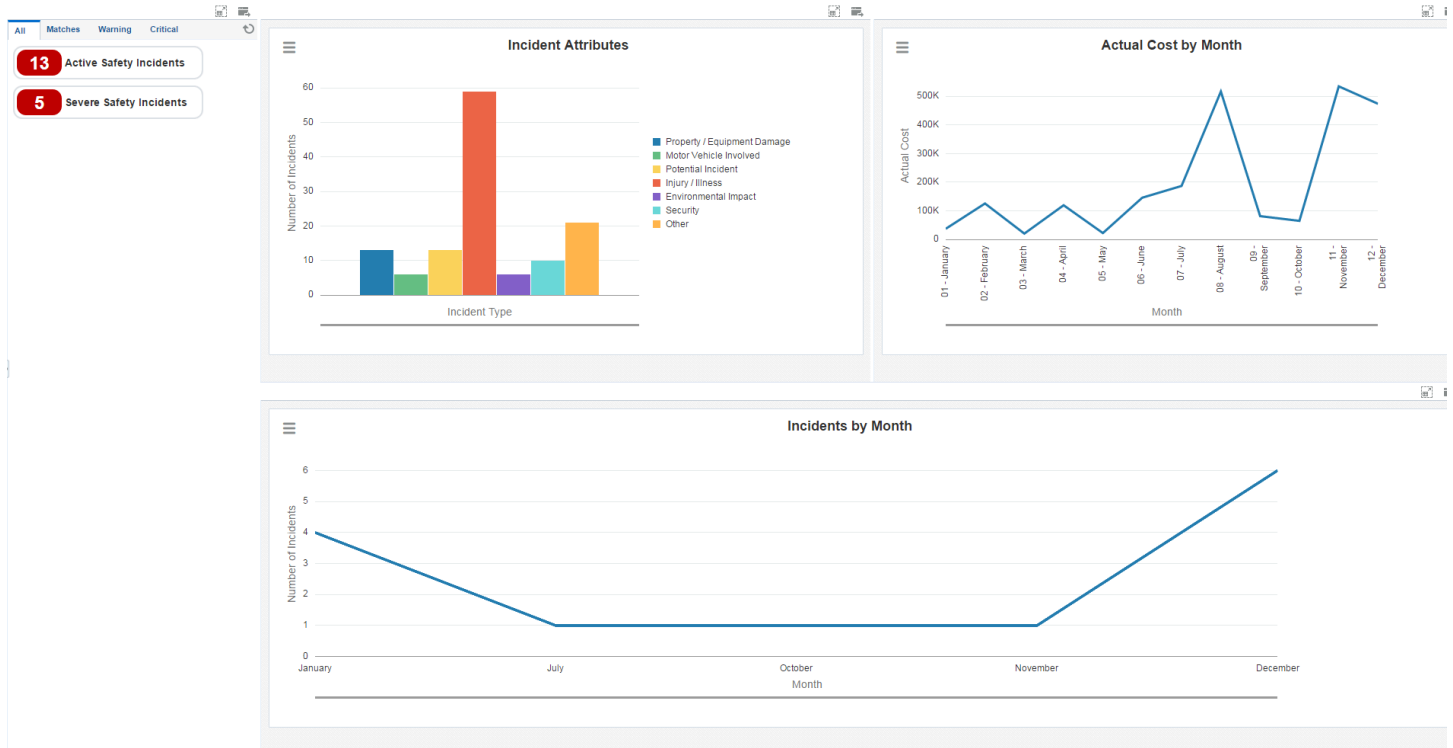 All Matches Warning Critical
13 Active Safety Incidents
5 Severe Safety Incidents
Incident Attributes
60
50
40
30
20
10
0
Number of Incidents
Incident Type
Property / Equipment Damage
Motor Vehicle Involved
Potential Incident
Injury / Illness
Environmental Impact
Security
Other
Actual Cost by Month
500K
400K
300K
200K
100K
0
Actual Cost
01 - January
02 - February
03 - March
04 - April
05 - May
06 - June
07 - July
08 - August
09 -
September
10 - October
11 -
November
12 -
December
Month
Incidents by Month
6
5
4
3
2
1
0
Number of Incidents
January July October November December
Month